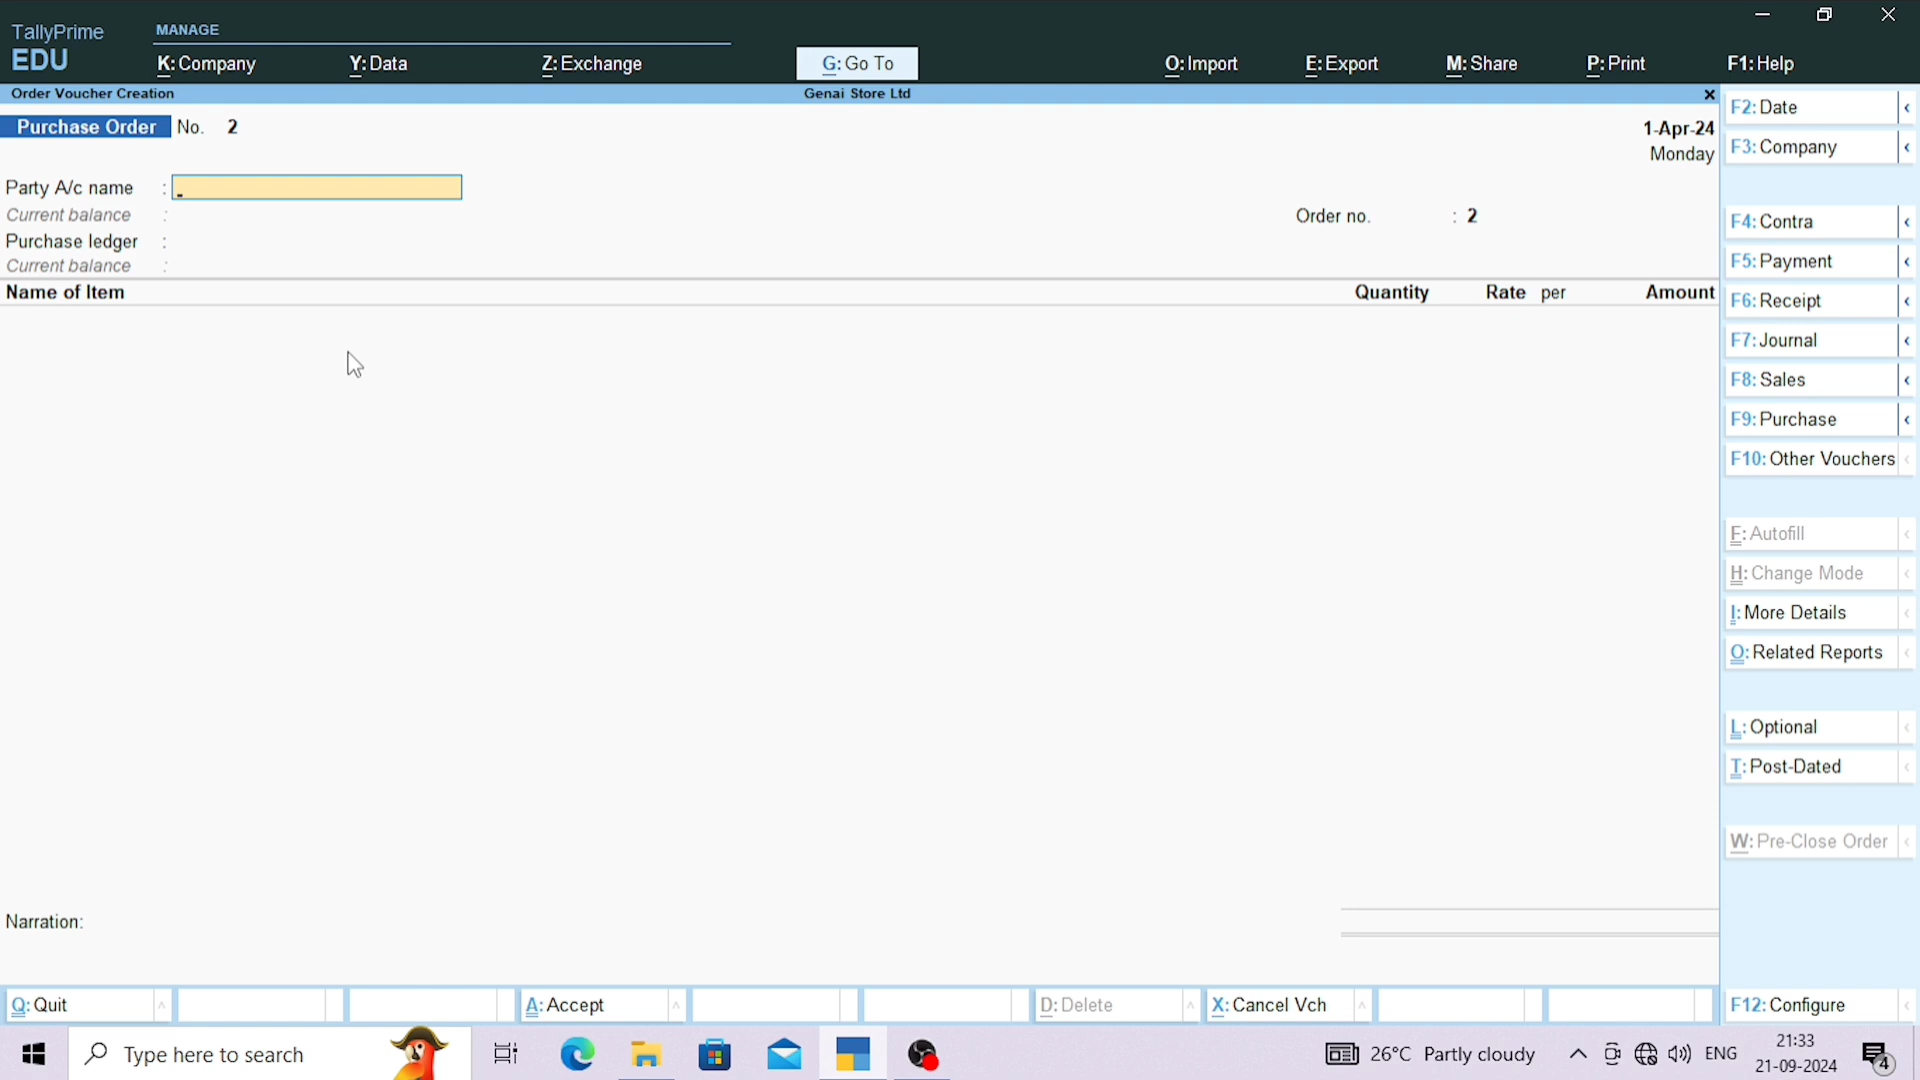 TallyPrime
EDU
MANAGE
K: Company
Y: Data
Z: Exchange
G: Go To
O: Import
E: Export
M: Share
P: Print
F1: Help
Order Voucher Creation
Genai Store Ltd
Purchase Order No. 2
1-Apr-24
Monday
Party A/c name :
Current balance :
Order no. : 2
Purchase ledger :
Current balance :
Name of Item Quantity Rate per Amount
Narration:
F2: Date
F3: Company
F4: Contra
F5: Payment
F6: Receipt
F7: Journal
F8: Sales
F9: Purchase
F10: Other Vouchers
F: Autofill
H: Change Mode
I: More Details
O: Related Reports
L: Optional
T: Post-Dated
W: Pre-Close Order
F12: Configure
Q: Quit
A: Accept
D: Delete
X: Cancel Vch
Type here to search
26°C Partly cloudy
ENG
21:33
21-09-2024
4